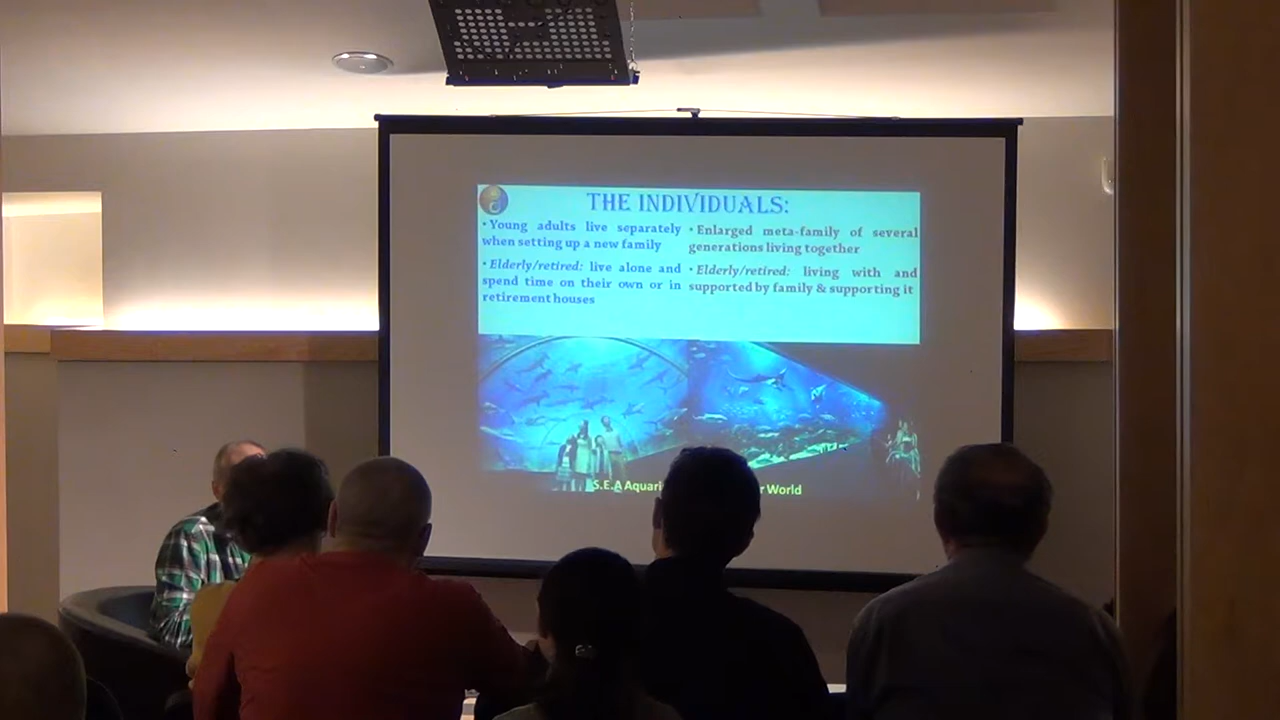 THE INDIVIDUALS:
• Young adults live separately
when setting up a new family
• Elderly/retired: live alone and
spend time on their own or in
retirement houses
• Enlarged meta-family of several
generations living together
• Elderly/retired: living with and
supported by family & supporting it
S.E.A World